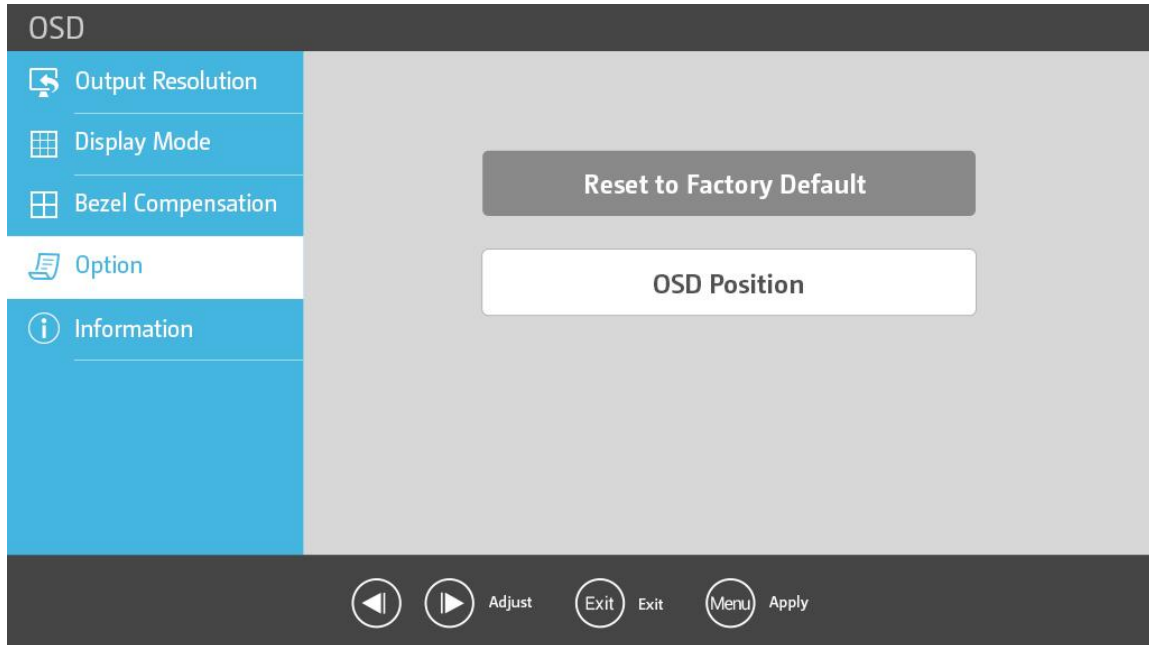 OSD
Output Resolution
Display Mode
Bezel Compensation
Option
Information
Reset to Factory Default
OSD Position
Adjust Exit Exit Menu Apply